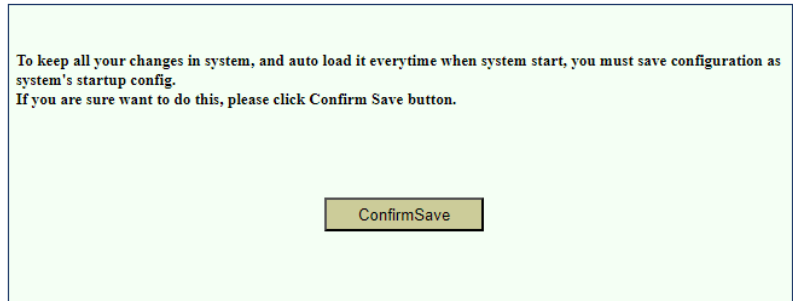 To keep all your changes in system, and auto load it everytime when system start, you must save configuration as
system's startup config.
If you are sure want to do this, please click Confirm Save button.
ConfirmSave